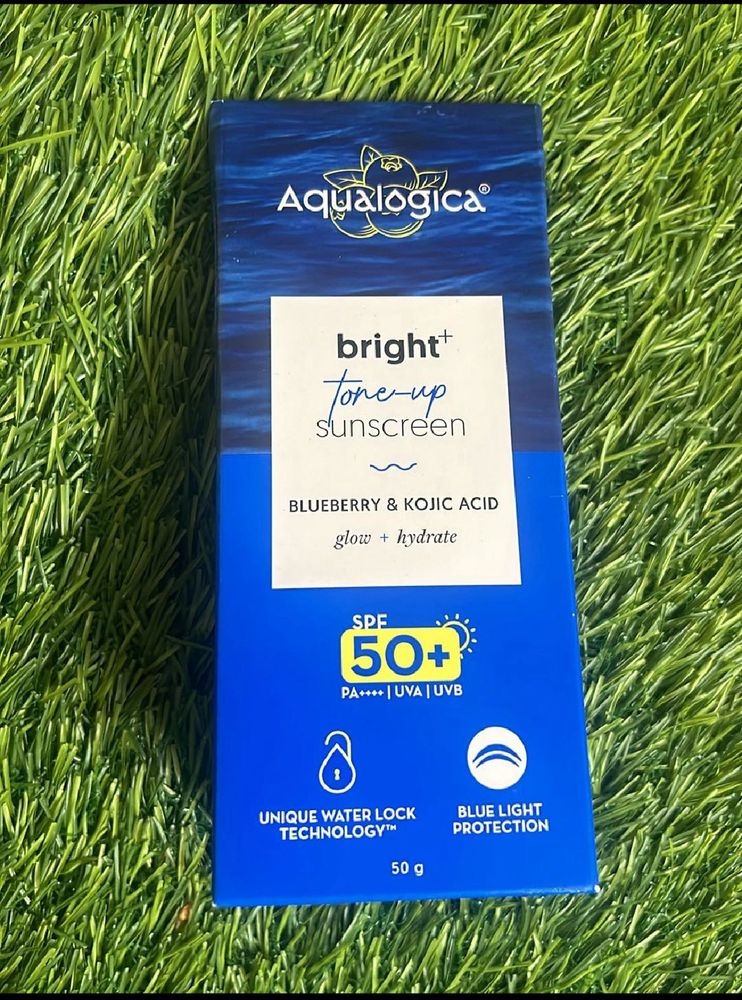 Aqualogica®
bright+
tone-up
sunscreen
BLUEBERRY & KOJIC ACID
glow + hydrate
SPF
50+
PA++++ | UVA | UVB
UNIQUE WATER LOCK
TECHNOLOGY™
BLUE LIGHT
PROTECTION
50 g